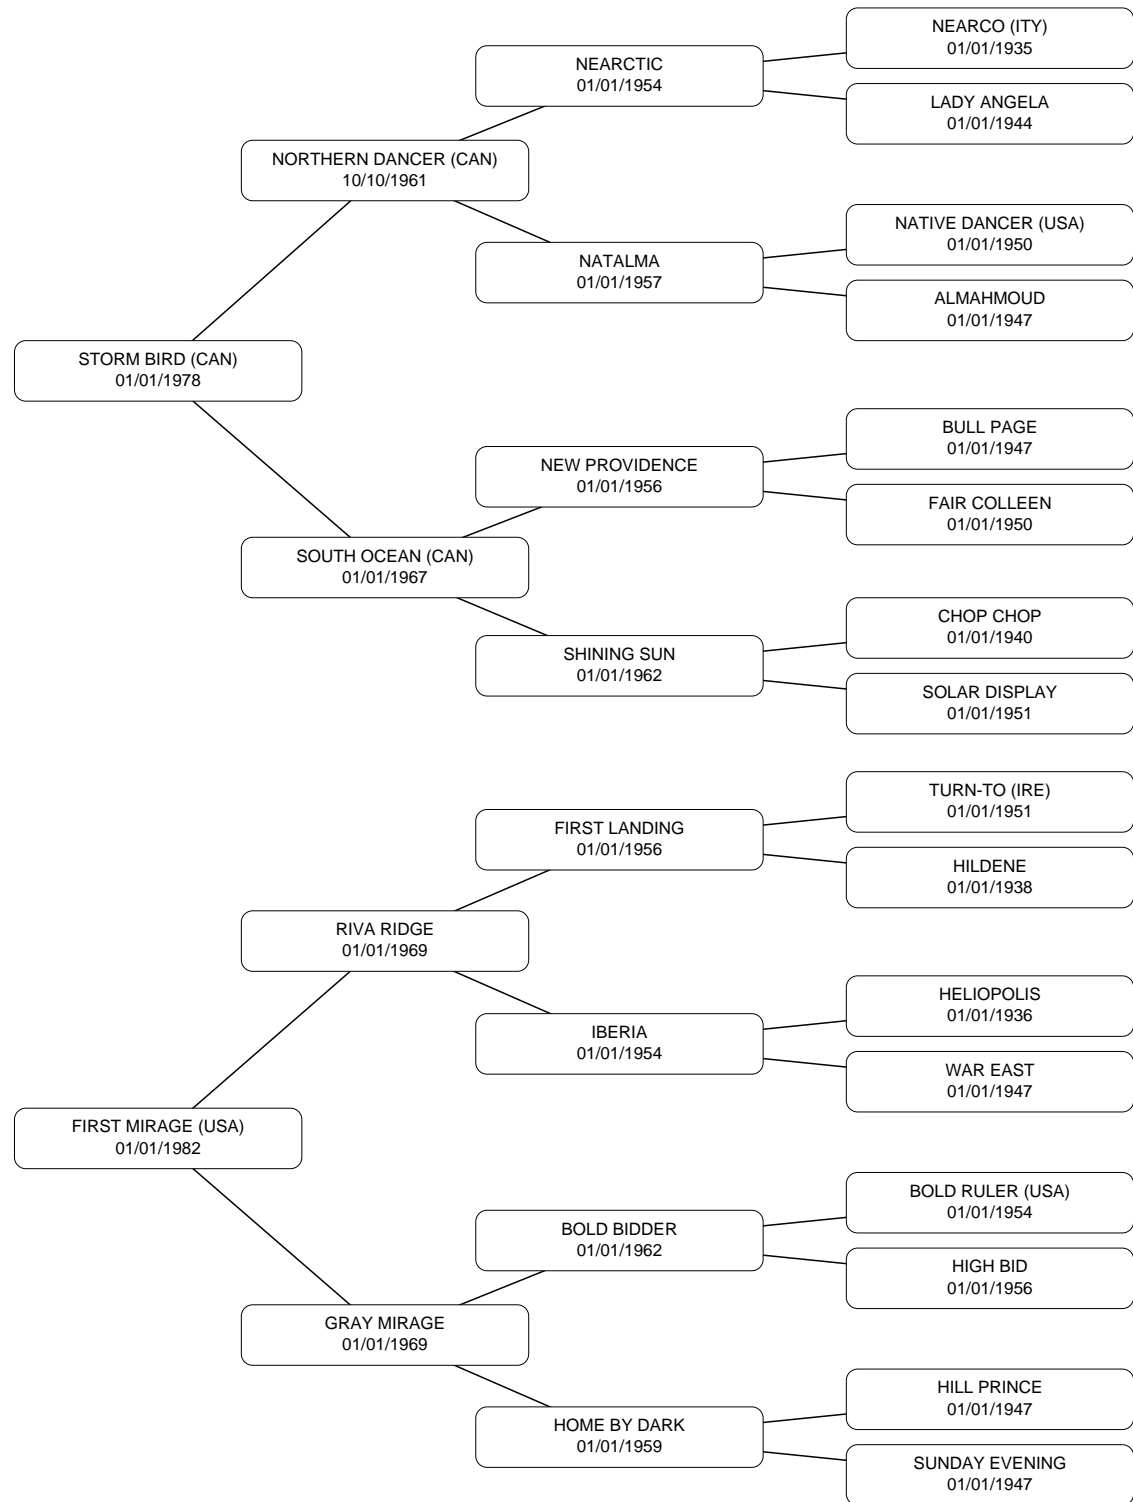 NEARCO (ITY)
01/01/1935
NEARCTIC
01/01/1954
LADY ANGELA
01/01/1944
NORTHERN DANCER (CAN)
10/10/1961
NATIVE DANCER (USA)
01/01/1950
NATALMA
01/01/1957
ALMAHMOUD
01/01/1947
STORM BIRD (CAN)
01/01/1978
BULL PAGE
01/01/1947
NEW PROVIDENCE
01/01/1956
FAIR COLLEEN
01/01/1950
SOUTH OCEAN (CAN)
01/01/1967
CHOP CHOP
01/01/1940
SHINING SUN
01/01/1962
SOLAR DISPLAY
01/01/1951
TURN-TO (IRE)
01/01/1951
FIRST LANDING
01/01/1956
HILDENE
01/01/1938
RIVA RIDGE
01/01/1969
HELIOPOLIS
01/01/1936
IBERIA
01/01/1954
WAR EAST
01/01/1947
FIRST MIRAGE (USA)
01/01/1982
BOLD RULER (USA)
01/01/1954
BOLD BIDDER
01/01/1962
HIGH BID
01/01/1956
GRAY MIRAGE
01/01/1969
HILL PRINCE
01/01/1947
HOME BY DARK
01/01/1959
SUNDAY EVENING
01/01/1947